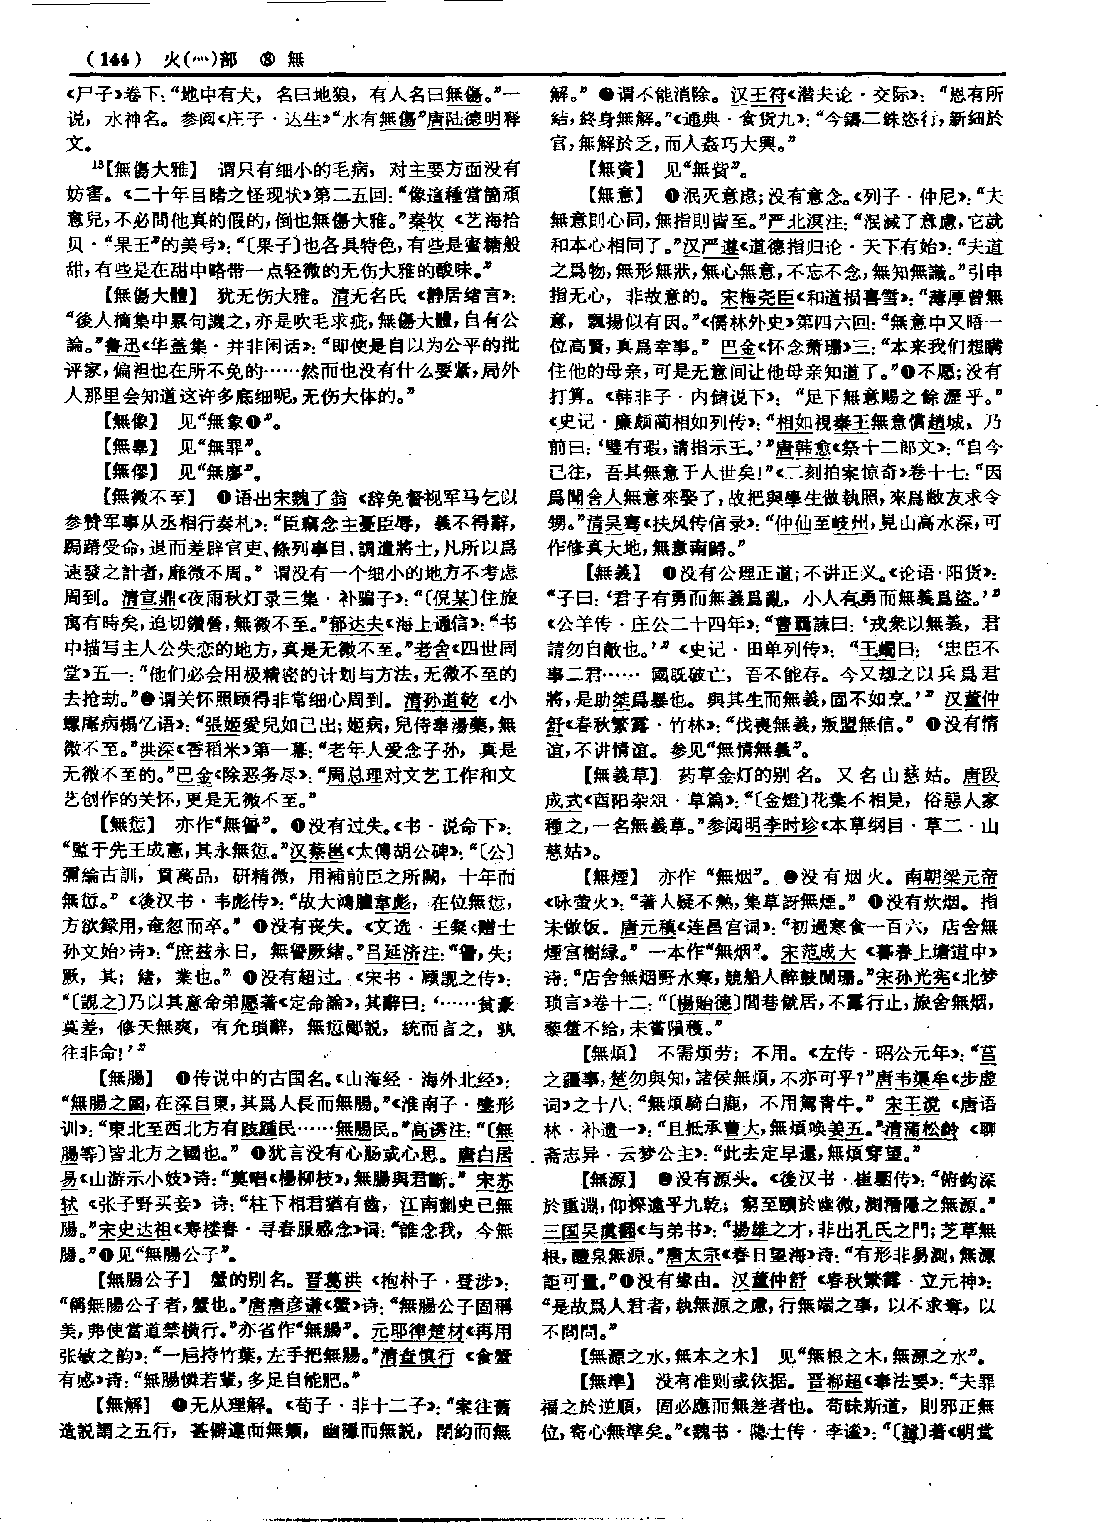 (144) 火(灬)部 ⑧ 無
《尸子》卷下:“地中有犬,名曰地狼,有人名曰無傷。”一
说,水神名。参阅《庄子·达生》“水有無傷”唐陆德明释
文。
13【無傷大雅】 谓只有细小的毛病,对主要方面没有
妨害。《二十年目睹之怪现状》第二五回:“像這種當箇頑
意兒,不必問他真的假的,倒也無傷大雅。”秦牧《艺海拾
贝·“果王”的美号》:“〔果子〕也各具特色,有些是蜜糖般
甜,有些是在甜中略带一点轻微的无伤大雅的酸味。”
【無傷大體】 犹无伤大雅。清无名氏《静居绪言》:
“後人摘集中累句譏之,亦是吹毛求疵,無傷大體,自有公
論。”鲁迅《华盖集·并非闲话》:“即使是自以为公平的批
评家,偏袒也在所不免的……然而也没有什么要紧,局外
人那里会知道这许多底细呢,无伤大体的。”
【無像】 见“無象❶”。
【無辠】 见“無罪”。
【無僇】 见“無廖”。
【無微不至】 ❶语出宋魏了翁《辞免督视军马乞以
参赞军事从丞相行奏札》:“臣竊念主憂臣辱,義不得辭,
跼蹐受命,退而差辟官吏、條列事目、調遣將士,凡所以爲
速發之計者,靡微不周。”谓没有一个细小的地方不考虑
周到。清宣鼎《夜雨秋灯录三集·补骗子》:“〔倪某〕住旅
寓有時矣,迫切鑽營,無微不至。”郁达夫《海上通信》:“书
中描写主人公失恋的地方,真是无微不至。”老舍《四世同
堂》五一:“他们必会用极精密的计划与方法,无微不至的
去抢劫。”❷谓关怀照顾得非常细心周到。清孙道乾《小
螺庵病榻忆语》:“張姬愛兒如己出;姬病,兒侍奉湯藥,無
微不至。”洪深《香稻米》第一幕:“老年人爱念子孙,真是
无微不至的。”巴金《除恶务尽》:“周总理对文艺工作和文
艺创作的关怀,更是无微不至。”
【無愆】 亦作“無諐”。❶没有过失。《书·说命下》:
“監于先王成憲,其永無愆。”汉蔡邕《太傅胡公碑》:“〔公〕
彌綸古訓,貫萬品,研精微,用補前臣之所闕,十年而
無愆。”《後汉书·韦彪传》:“故大鴻臚韋彪,在位無愆,
方欲錄用,奄忽而卒。”❷没有丧失。《文选·王粲〈赠士
孙文始〉诗》:“庶茲永日,無諐厥緒。”吕延济注:“諐,失;
厥,其;緒,業也。”❸没有超过。《宋书·顾觊之传》:
“〔覬之〕乃以其意命弟愿著《定命論》,其辭曰:‘……貧豪
莫差,修夭無爽,有允瑣辭,無愆鄙説,統而言之,孰
往非命!’”
【無腸】 ❶传说中的古国名。《山海经·海外北经》:
“無腸之國,在深目東,其爲人長而無腸。”《淮南子·墬形
训》:“東北至西北方有跂踵民……無腸民。”高诱注:“〔無
腸等〕皆北方之國也。”❷犹言没有心肠或心思。唐白居
易《山游示小妓》诗:“莫唱《楊柳枝》,無腸與君斷。”宋苏
轼《张子野买妾》诗:“柱下相君猶有齒,江南刺史已無
腸。”宋史达祖《寿楼春·寻春服感念》词:“誰念我,今無
腸。”❸见“無腸公子”。
【無腸公子】 蟹的别名。晋葛洪《抱朴子·登涉》:
“稱無腸公子者,蟹也。”唐唐彦谦《蟹》诗:“無腸公子固稱
美,弗使當道禁橫行。”亦省作“無腸”。元耶律楚材《再用
张敏之韵》:“一卮持竹葉,左手把無腸。”清查慎行《食蟹
有感》诗:“無腸憐若輩,多足自能肥。”
【無解】 ❶无从理解。《荀子·非十二子》:“案往舊
造説謂之五行,甚僻違而無類,幽隱而無説,閉約而無
解。”❷谓不能消除。汉王符《潜夫论·交际》:“恩有所
結,終身無解。”《通典·食货九》:“今鑄二銖恣行,新細於
官,無解於乏,而人姦巧大興。”
【無資】 见“無貲”。
【無意】 ❶泯灭意虑;没有意念。《列子·仲尼》:“夫
無意則心同,無指則皆至。”严北溟注:“泯滅了意慮,它就
和本心相同了。”汉严遵《道德指归论·天下有始》:“夫道
之爲物,無形無狀,無心無意,不忘不念,無知無識。”引申
指无心,非故意的。宋梅尧臣《和道损喜雪》:“薄厚曾無
意,飄揚似有因。”《儒林外史》第四六回:“無意中又晤一
位高賢,真爲幸事。”巴金《怀念萧珊》三:“本来我们想瞒
住他的母亲,可是无意间让他母亲知道了。”❷不愿;没有
打算。《韩非子·内储说下》:“足下無意賜之餘瀝乎。”
《史记·廉颇蔺相如列传》:“相如視秦王無意償趙城,乃
前曰:‘璧有瑕,請指示王。’”唐韩愈《祭十二郎文》:“自今
已往,吾其無意于人世矣!”《二刻拍案惊奇》卷十七:“因
爲聞舍人無意來娶了,故把與學生做執照,來爲敝友求令
甥。”清吴骞《扶风传信录》:“仲仙至岐州,見山高水深,可
作修真大地,無意南歸。”
【無義】 ❶没有公理正道;不讲正义。《论语·阳货》:
“子曰:‘君子有勇而無義爲亂,小人有勇而無義爲盜。’”
《公羊传·庄公二十四年》:“曹羈諫曰:‘戎衆以無義,君
請勿自敵也。’”《史记·田单列传》:“王蠋曰:‘忠臣不
事二君……國既破亡,吾不能存。今又劫之以兵爲君
將,是助桀爲暴也。與其生而無義,固不如烹。’”汉董仲
舒《春秋繁露·竹林》:“伐喪無義,叛盟無信。”❷没有情
谊,不讲情谊。参见“無情無義”。
【無義草】 药草金灯的别名。又名山慈姑。唐段
成式《酉阳杂俎·草篇》:“〔金燈〕花葉不相見,俗惡人家
種之,一名無義草。”参阅明李时珍《本草纲目·草二·山
慈姑》。
【無煙】 亦作“無烟”。❶没有烟火。南朝梁元帝
《咏萤火》:“著人疑不熱,集草訝無煙。”❷没有炊烟。指
未做饭。唐元稹《连昌宫词》:“初過寒食一百六,店舍無
煙宮樹緑。”一本作“無烟”。宋范成大《暮春上塘道中》
诗:“店舍無烟野水寒,競船人醉鼓闌珊。”宋孙光宪《北梦
琐言》卷十二:“〔楊貽德〕閭巷僦居,不露行止,旅舍無烟,
藜藿不給,未嘗隕穫。”
【無煩】 不需烦劳;不用。《左传·昭公元年》:“莒
之疆事,楚勿與知,諸侯無煩,不亦可乎?”唐韦渠牟《步虚
词》之十八:“無煩騎白鹿,不用駕青牛。”宋王谠《唐语
林·补遗一》:“且抵承曹大,無煩唤姜五。”清蒲松龄《聊
斋志异·云梦公主》:“此去定早還,無煩穿望。”
【無源】 ❶没有源头。《後汉书·崔骃传》:“俯鈎深
於重淵,仰探遠乎九乾;窮至賾於幽微,測潛隱之無源。”
三国吴虞翻《与弟书》:“揚雄之才,非出孔氏之門;芝草無
根,醴泉無源。”唐太宗《春日望海》诗:“有形非易測,無源
詎可量。”❷没有缘由。汉董仲舒《春秋繁露·立元神》:
“是故爲人君者,執無源之慮,行無端之事,以不求奪,以
不問問。”
【無源之水,無本之木】 见“無根之木,無源之水”。
【無準】 没有准则或依据。晋郗超《奉法要》:“夫罪
福之於逆順,固必應而無差者也。苟昧斯道,則邪正無
位,寄心無準矣。”《魏书·隐士传·李谧》:“〔謐〕著《明堂